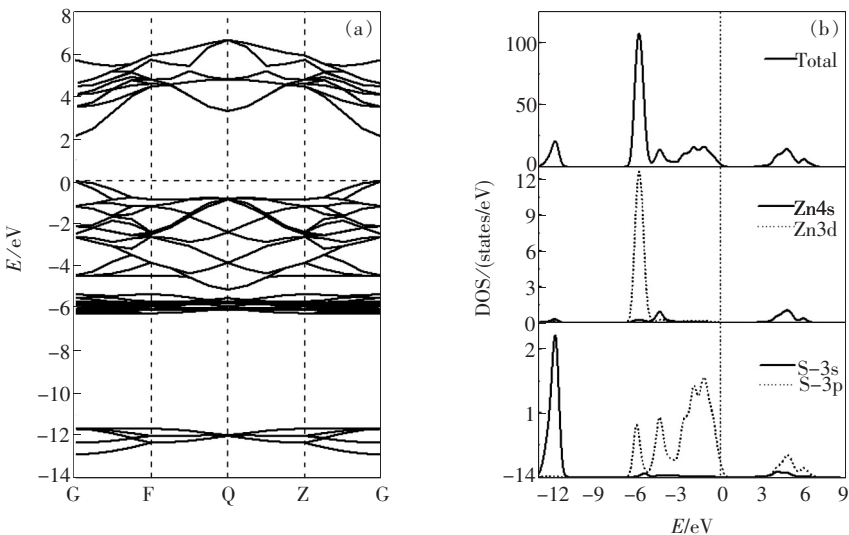 (a)
8
6
4
2
0
−2
−4
−6
−8
−10
−12
−14
E/eV
G F Q Z G
(b)
100
50
0
Total
12
9
6
3
0
Zn4s
Zn3d
DOS/(states/eV)
2
1
−14
S−3s
S−3p
−12 −9 −6 −3 0 3 6 9
E/eV